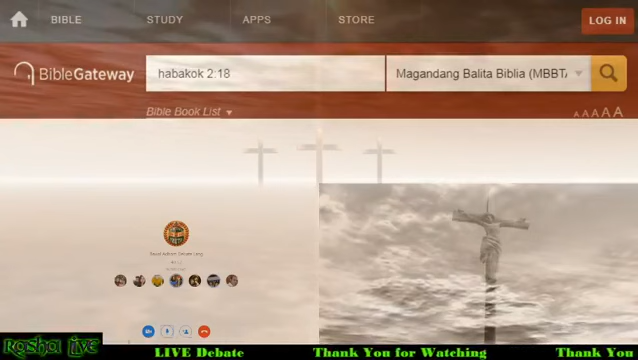 BIBLE STUDY APPS STORE LOG IN
BibleGateway habakok 2:18 Magandang Balita Biblia (MBBTA
Bible Book List AAAAA
Rosha Live LIVE Debate Thank You for Watching Thank You